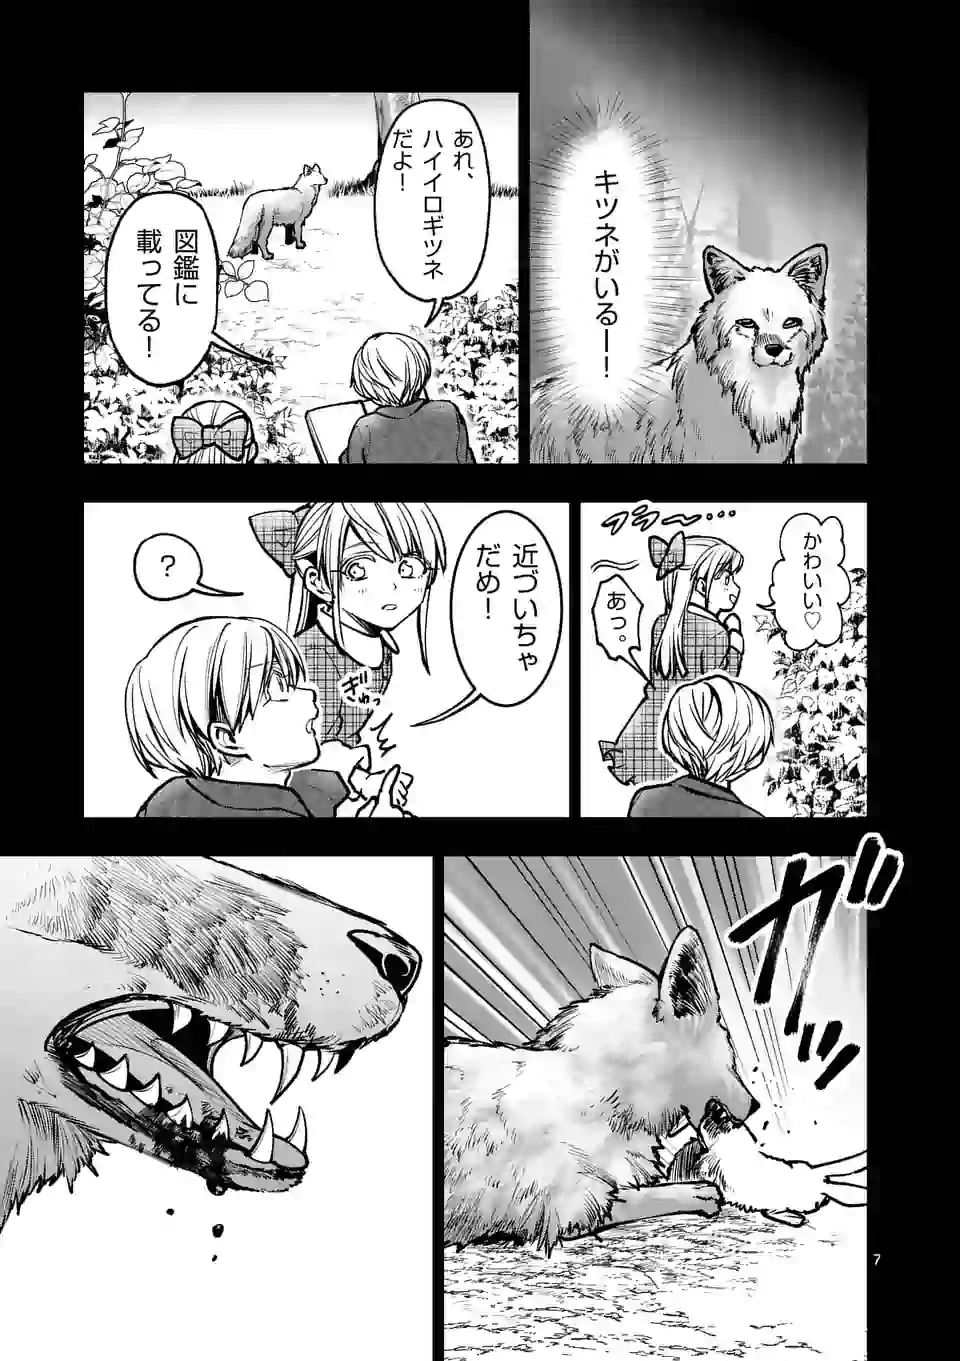 キツネがいるー！
あれ、
ハイイロギツネ
だよ！
図鑑に
載ってる！
フラ〜…
かわいい♡
あっ。
近づいちゃ
だめ！
ぎゅっ
？
ガッ
7